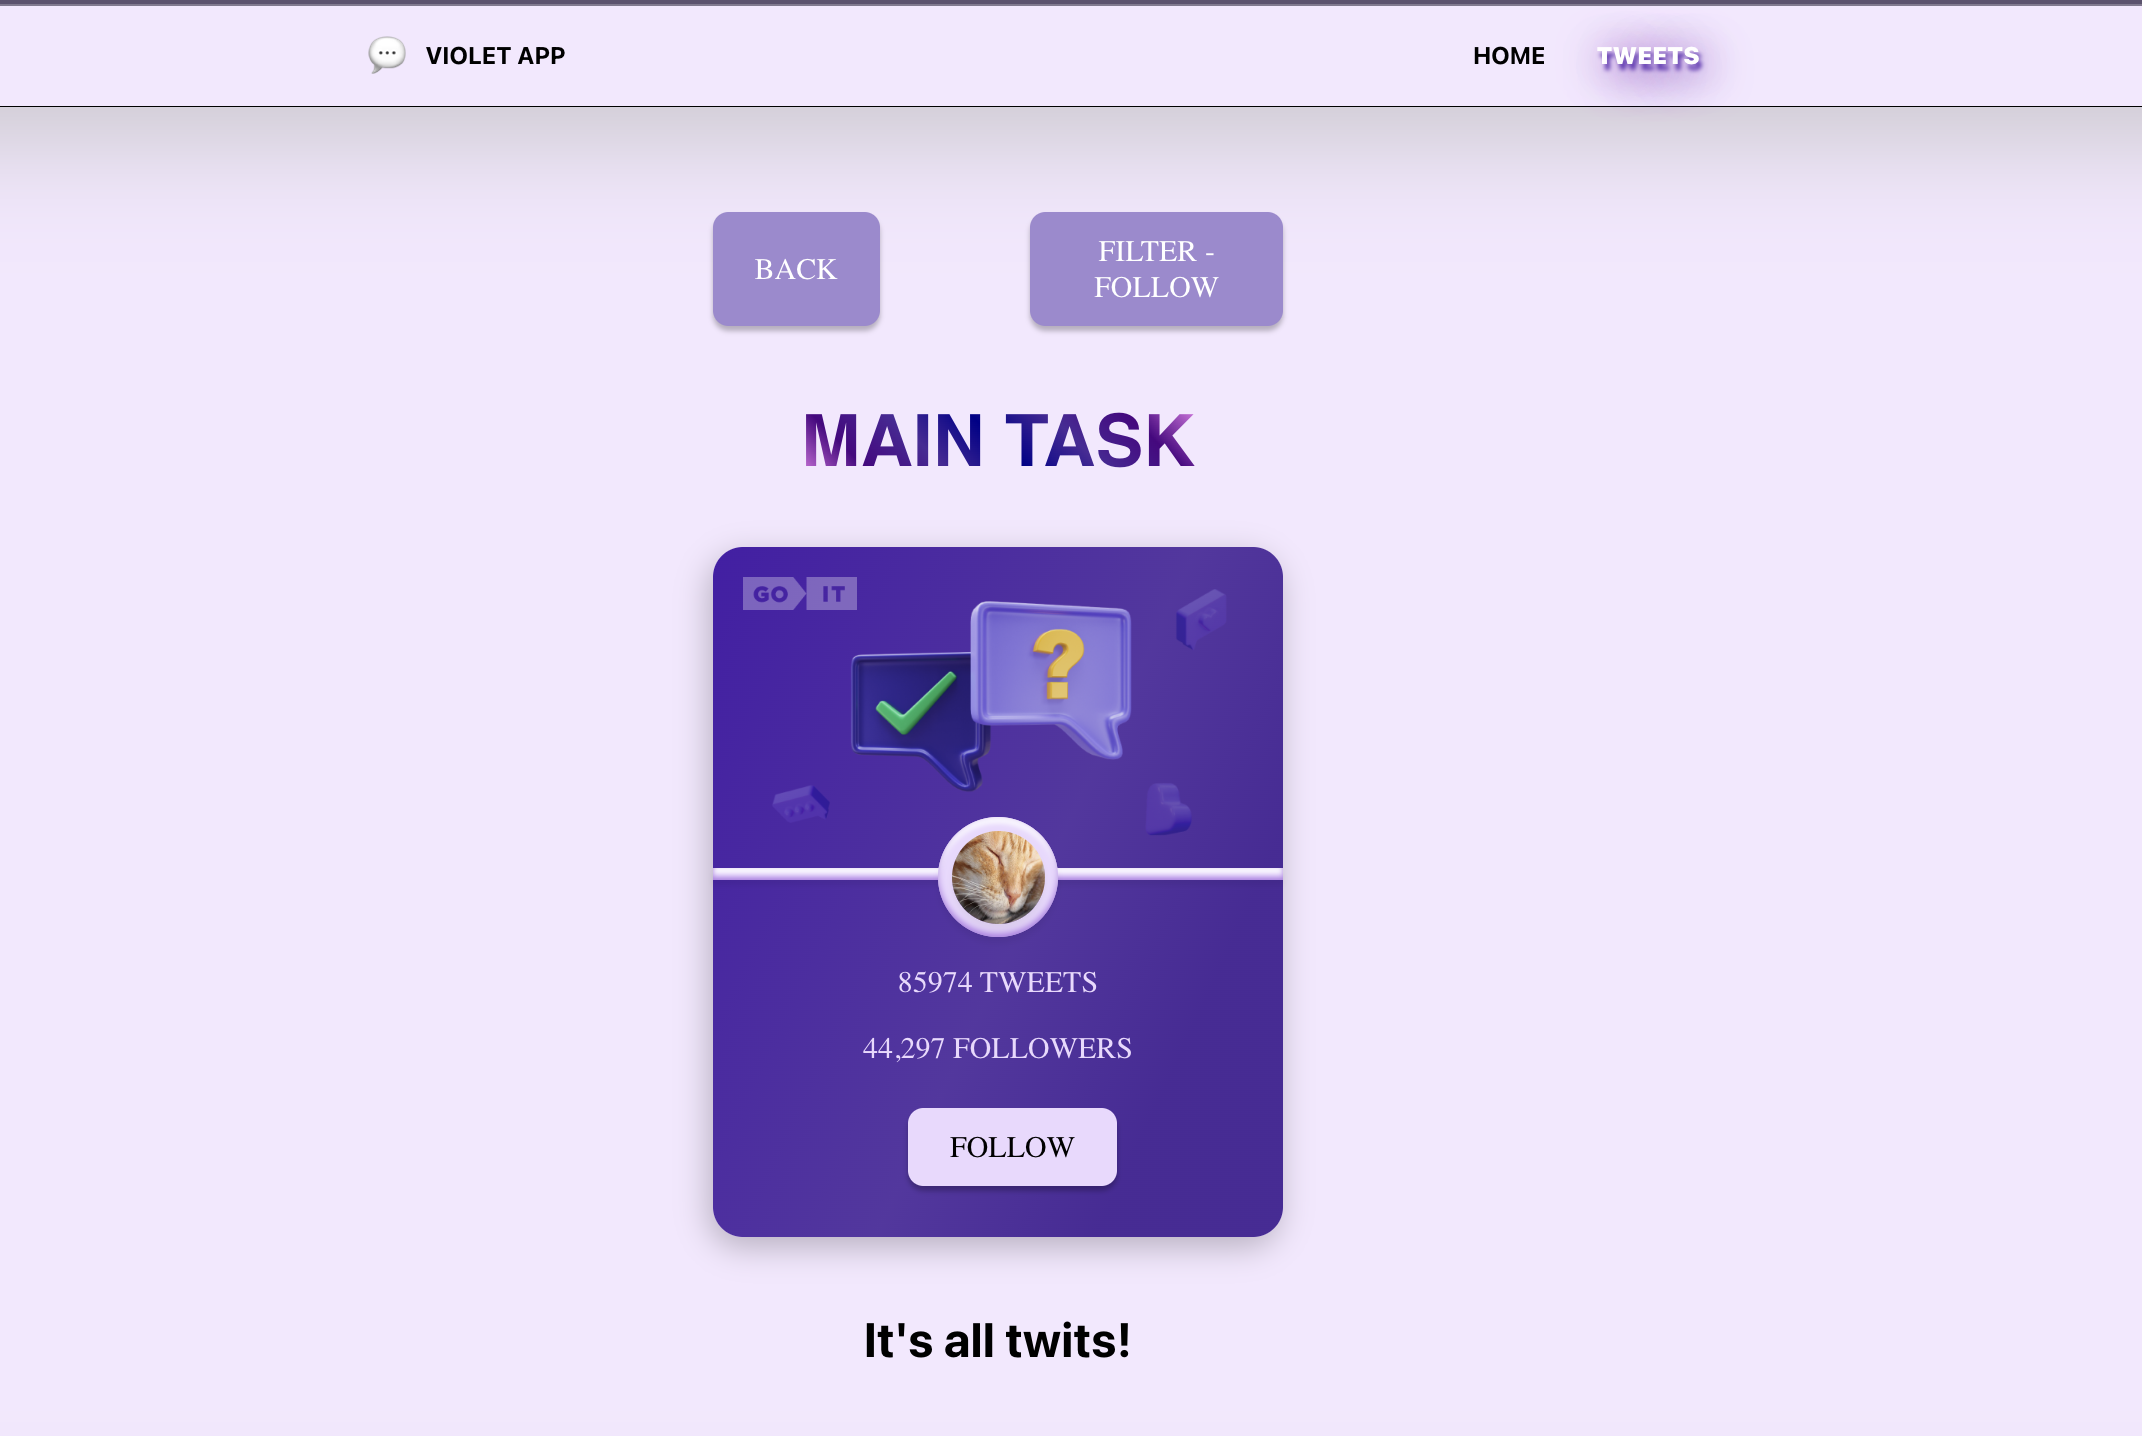 VIOLET APP
HOME
TWEETS
BACK
FILTER -
FOLLOW
MAIN TASK
GO IT
?
85974 TWEETS
44,297 FOLLOWERS
FOLLOW
It's all twits!